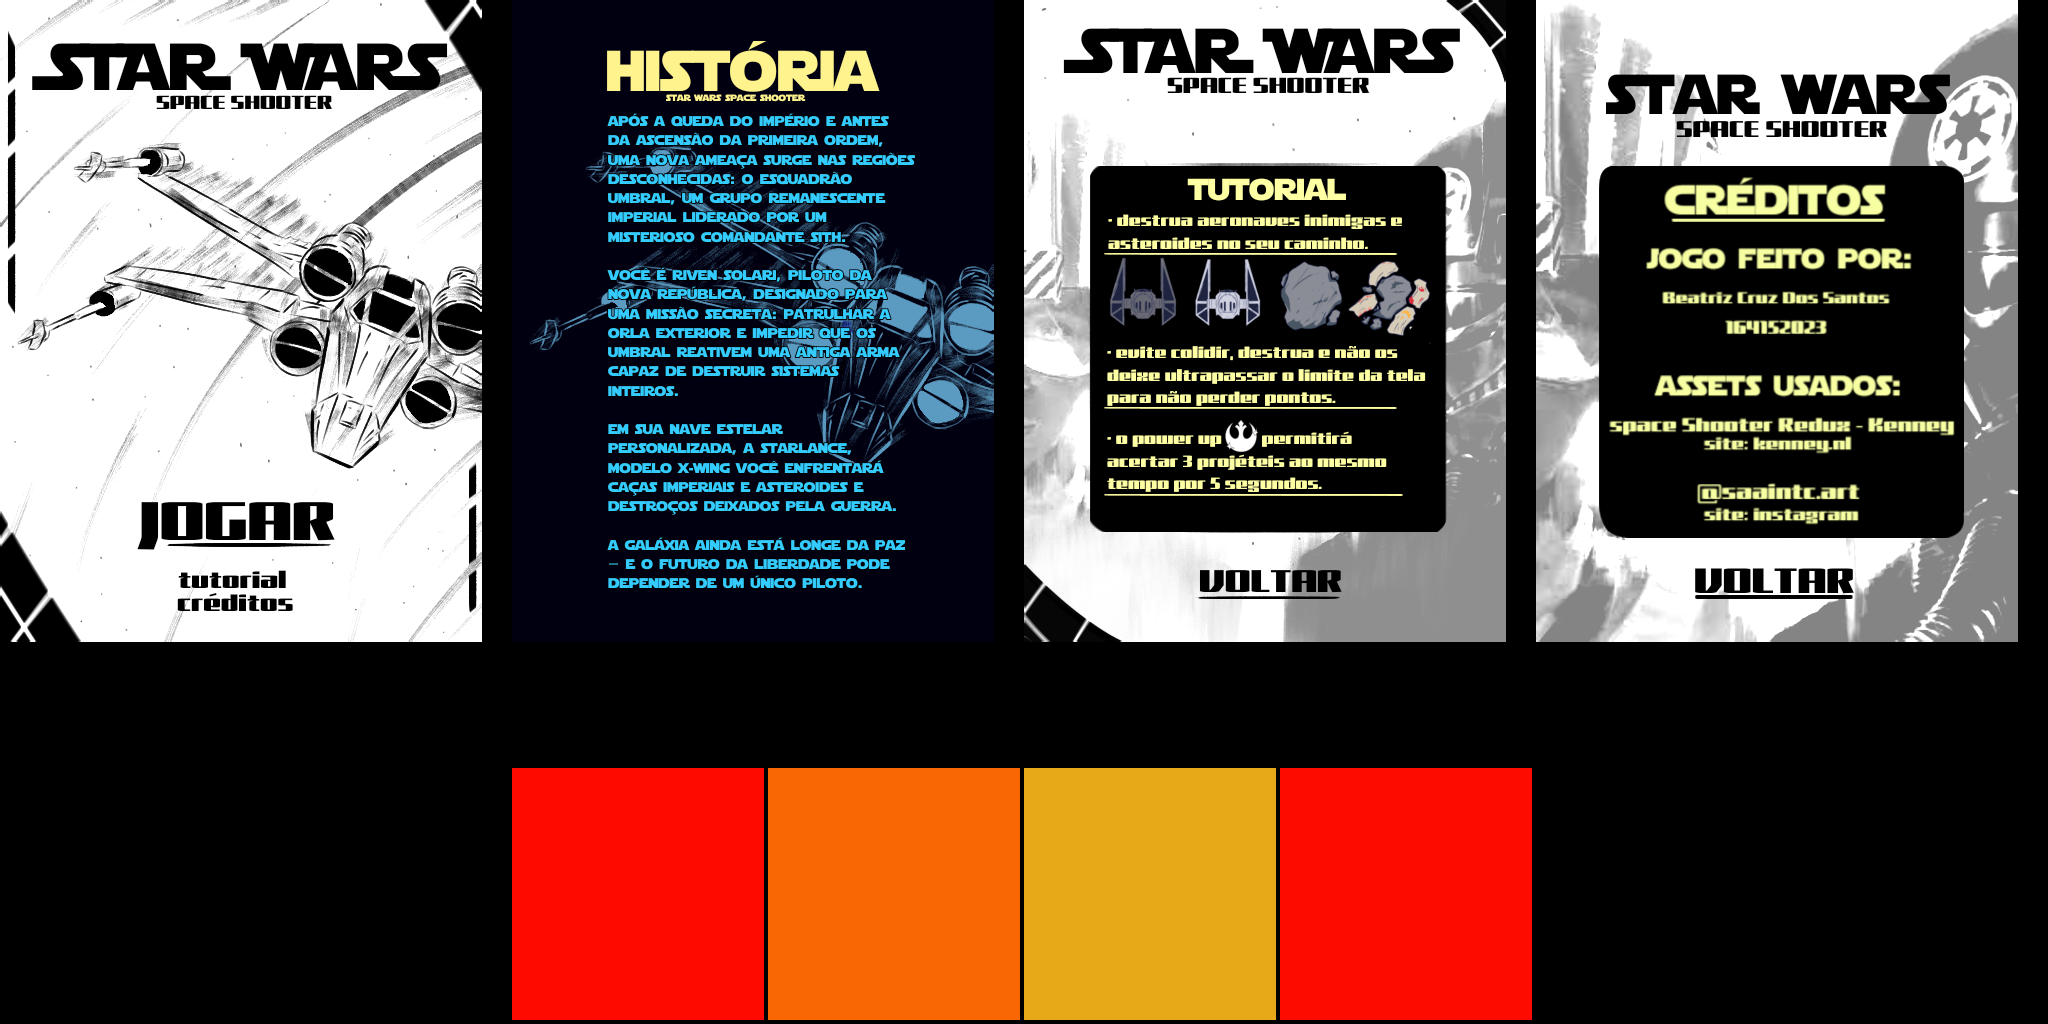 STAR WARS
SPACE SHOOTER
JOGAR
tutorial
créditos
HISTÓRIA
STAR WARS SPACE SHOOTER
APÓS A QUEDA DO IMPÉRIO E ANTES
DA ASCENSÃO DA PRIMEIRA ORDEM,
UMA NOVA AMEAÇA SURGE NAS REGIÕES
DESCONHECIDAS: O ESQUADRÃO
UMBRAL, UM GRUPO REMANESCENTE
IMPERIAL LIDERADO POR UM
MISTERIOSO COMANDANTE SITH.
VOCÊ É RIVEN SOLARI, PILOTO DA
NOVA REPÚBLICA, DESIGNADO PARA
UMA MISSÃO SECRETA: PATRULHAR A
ORLA EXTERIOR E IMPEDIR QUE OS
UMBRAL REATIVEM UMA ANTIGA ARMA
CAPAZ DE DESTRUIR SISTEMAS
INTEIROS.
EM SUA NAVE ESTELAR
PERSONALIZADA, A STARLANCE,
MODELO X-WING VOCÊ ENFRENTARÁ
CAÇAS IMPERIAIS E ASTEROIDES E
DESTROÇOS DEIXADOS PELA GUERRA.
A GALÁXIA AINDA ESTÁ LONGE DA PAZ
— E O FUTURO DA LIBERDADE PODE
DEPENDER DE UM ÚNICO PILOTO.
STAR WARS
SPACE SHOOTER
TUTORIAL
· destrua aeronaves inimigas e
asteroides no seu caminho.
· evite colidir, destrua e não os
deixe ultrapassar o limite da tela
para não perder pontos.
· o power up permitirá
acertar 3 projéteis ao mesmo
tempo por 5 segundos.
VOLTAR
STAR WARS
SPACE SHOOTER
CRÉDITOS
JOGO FEITO POR:
Beatriz Cruz Dos Santos
164152023
ASSETS USADOS:
space Shooter Redux - Kenney
site: kenney.nl
@saaintc.art
site: instagram
VOLTAR